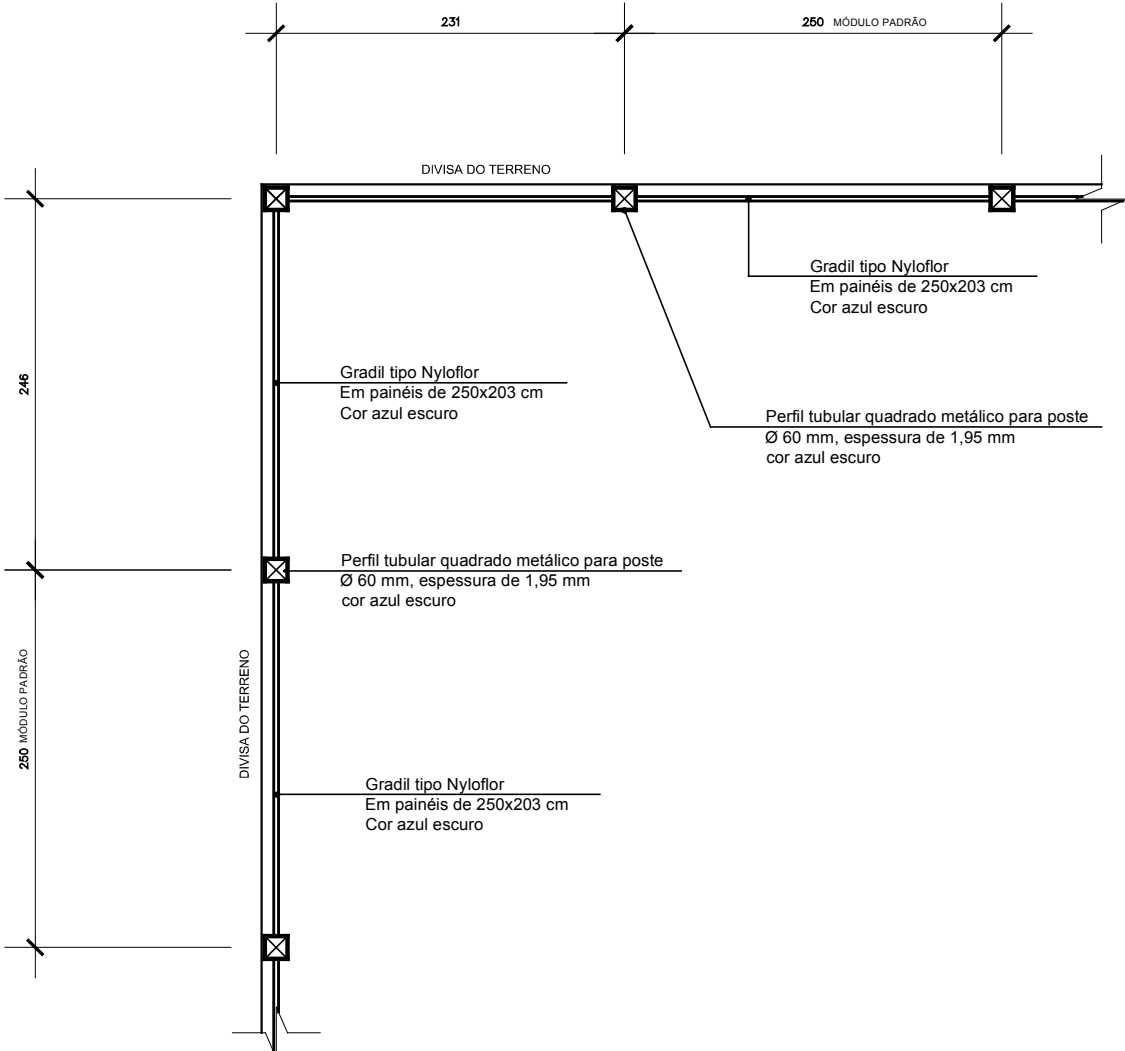 231
250 MÓDULO PADRÃO
DIVISA DO TERRENO
Gradil tipo Nyloflor
Em painéis de 250x203 cm
Cor azul escuro
246
Gradil tipo Nyloflor
Em painéis de 250x203 cm
Cor azul escuro
Perfil tubular quadrado metálico para poste
Ø 60 mm, espessura de 1,95 mm
cor azul escuro
Perfil tubular quadrado metálico para poste
Ø 60 mm, espessura de 1,95 mm
cor azul escuro
250 MÓDULO PADRÃO
DIVISA DO TERRENO
Gradil tipo Nyloflor
Em painéis de 250x203 cm
Cor azul escuro